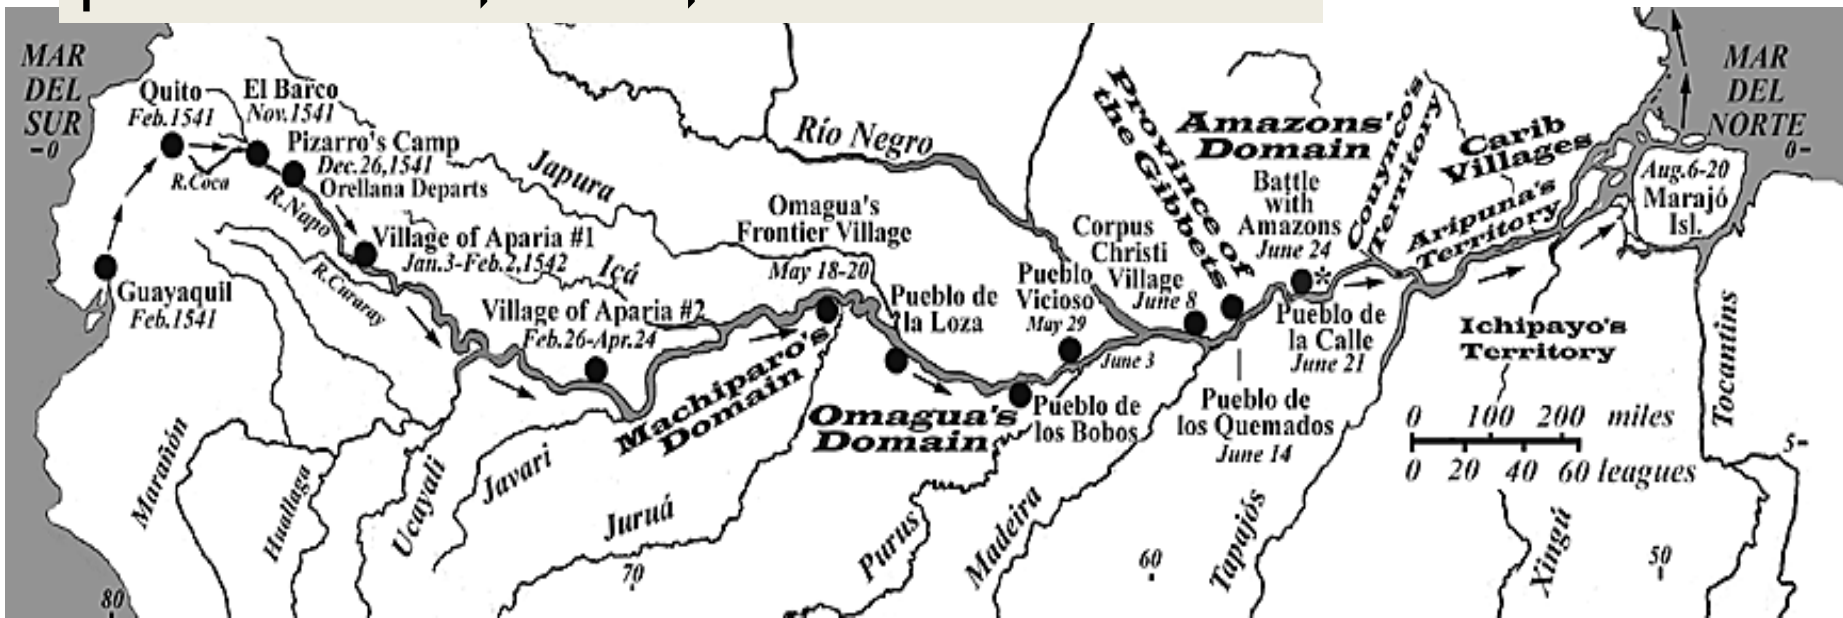 MAR
DEL
SUR
-0
Quito
Feb.1541
El Barco
Nov.1541
Pizarro's Camp
Dec.26,1541
Orellana Departs
R.Coca
R.Napo
Guayaquil
Feb.1541
Village of Aparia #1
Jan.3-Feb.2,1542
R.Curaray
Japura
Içá
Village of Aparia #2
Feb.26-Apr.24
Omagua's
Frontier Village
May 18-20
Machiparo's
Domain
Pueblo de
la Loza
Omagua's
Domain
Río Negro
Pueblo
Vicioso
May 29
Pueblo de
los Bobos
June 3
Corpus
Christi
Village
June 8
Province of
the Gibbets
Pueblo de
los Quemados
June 14
Amazons'
Domain
Battle
with
Amazons
June 24
Pueblo de
la Calle
June 21
*
Couynco's
Territory
Carib
Villages
Aripuna's
Territory
Ichipayo's
Territory
Aug.6-20
Marajó
Isl.
MAR
DEL
NORTE
0-
Marañón
Huallaga
Ucayali
Javari
Juruá
Purus
Madeira
Tapajós
Xingú
Tocantins
0 100 200 miles
0 20 40 60 leagues
5-
80
70
60
50